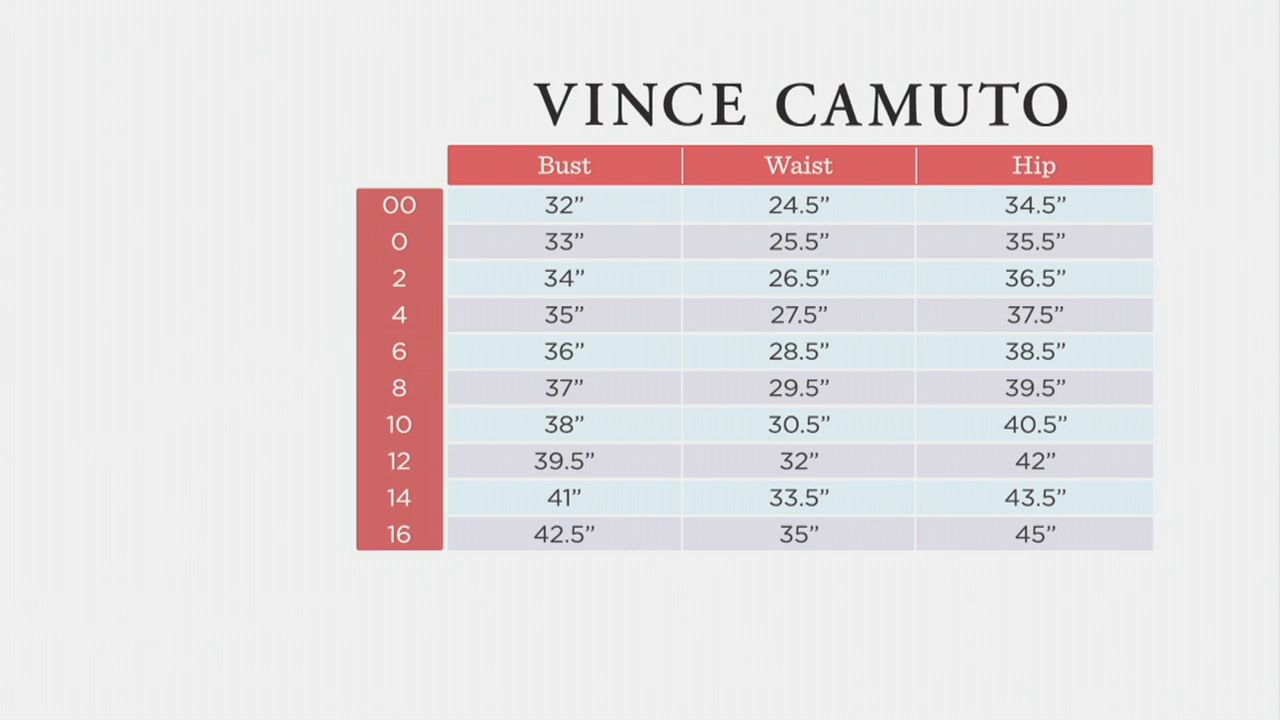 VINCE CAMUTO
Bust Waist Hip
00 32” 24.5” 34.5”
0 33” 25.5” 35.5”
2 34” 26.5” 36.5”
4 35” 27.5” 37.5”
6 36” 28.5” 38.5”
8 37” 29.5” 39.5”
10 38” 30.5” 40.5”
12 39.5” 32” 42”
14 41” 33.5” 43.5”
16 42.5” 35” 45”